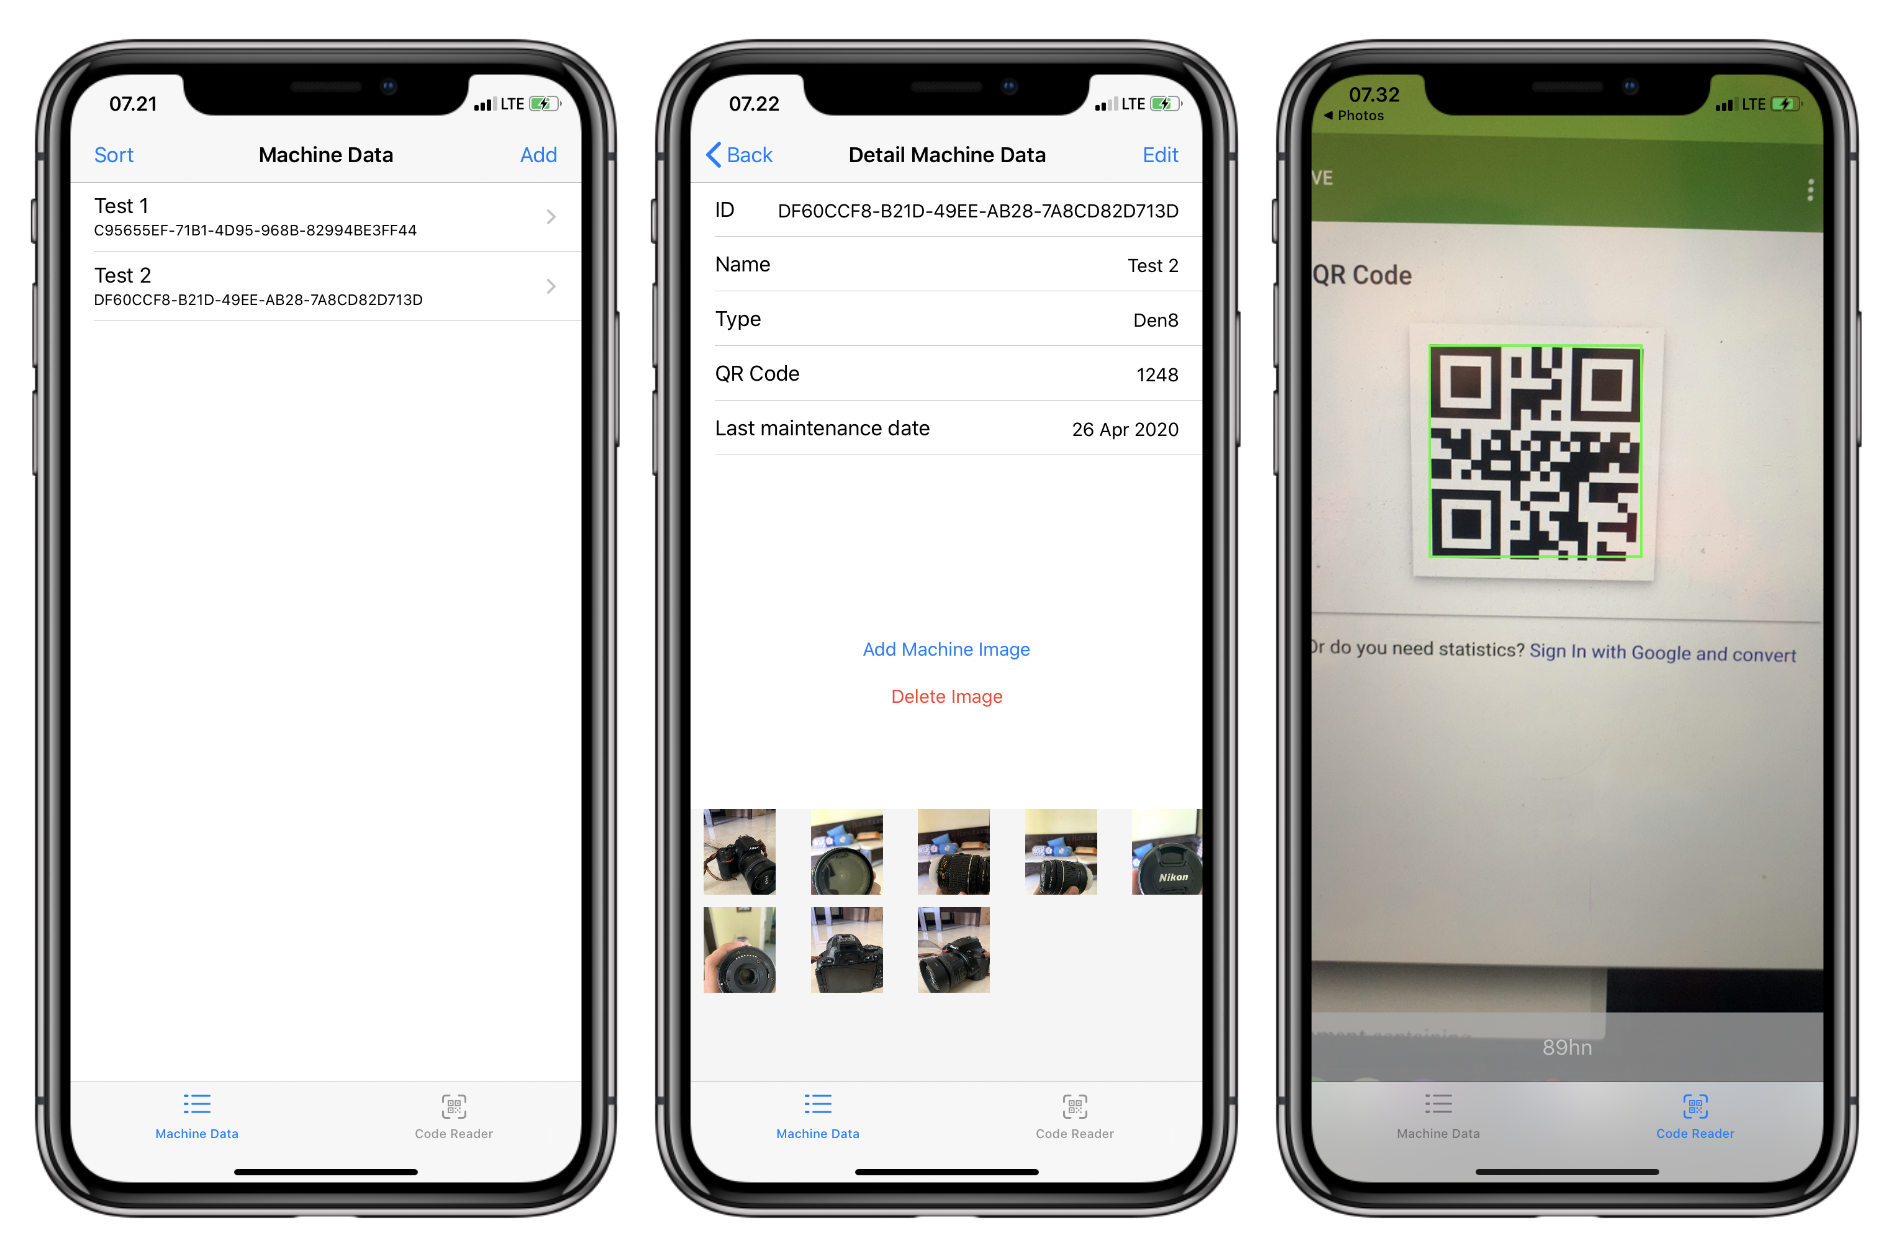 07.21
LTE
Sort
Machine Data
Add
Test 1
C95655EF-71B1-4D95-968B-82994BE3FF44
Test 2
DF60CCF8-B21D-49EE-AB28-7A8CD82D713D
Machine Data
Code Reader
07.22
LTE
Back
Detail Machine Data
Edit
ID
DF60CCF8-B21D-49EE-AB28-7A8CD82D713D
Name
Test 2
Type
Den8
QR Code
1248
Last maintenance date
26 Apr 2020
Add Machine Image
Delete Image
Nikon
Machine Data
Code Reader
07.32
LTE
Photos
VE
QR Code
Or do you need statistics? Sign In with Google and convert
89hn
Machine Data
Code Reader